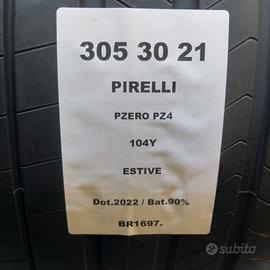 305 30 21
PIRELLI
PZERO PZ4
104Y
ESTIVE
Dot.2022 / Bat.90%
BR1697.
subito